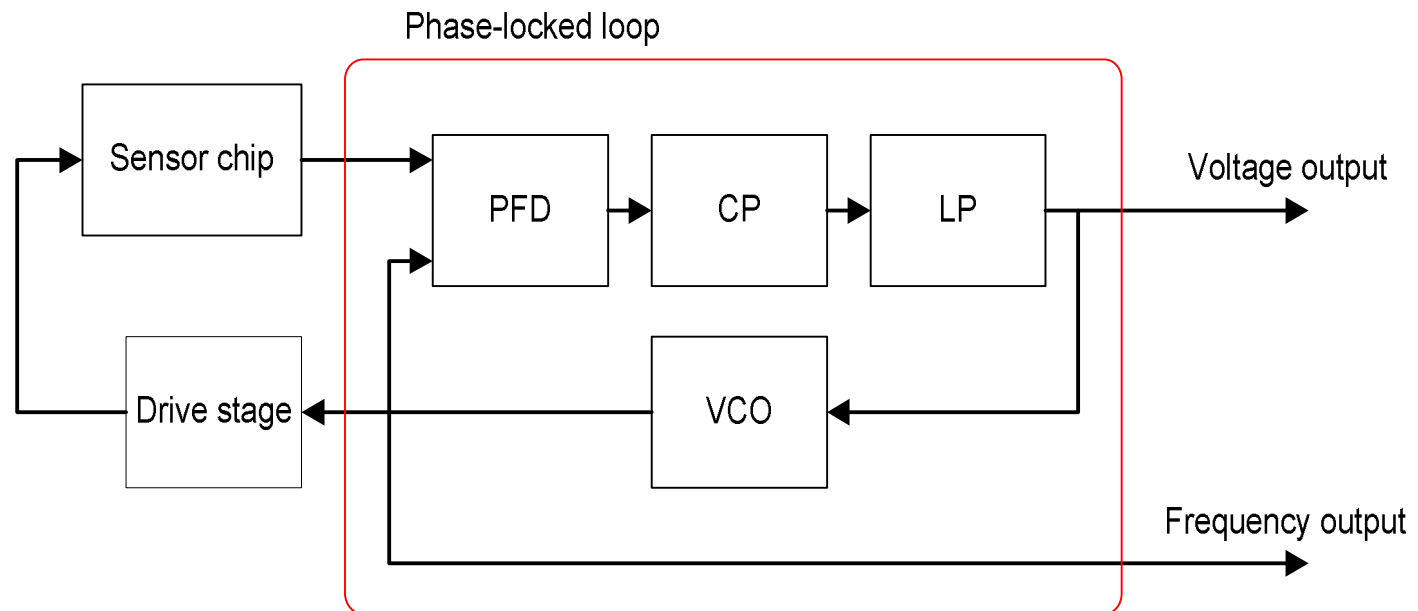 Phase-locked loop
Sensor chip
PFD
CP
LP
Voltage output
Drive stage
VCO
Frequency output